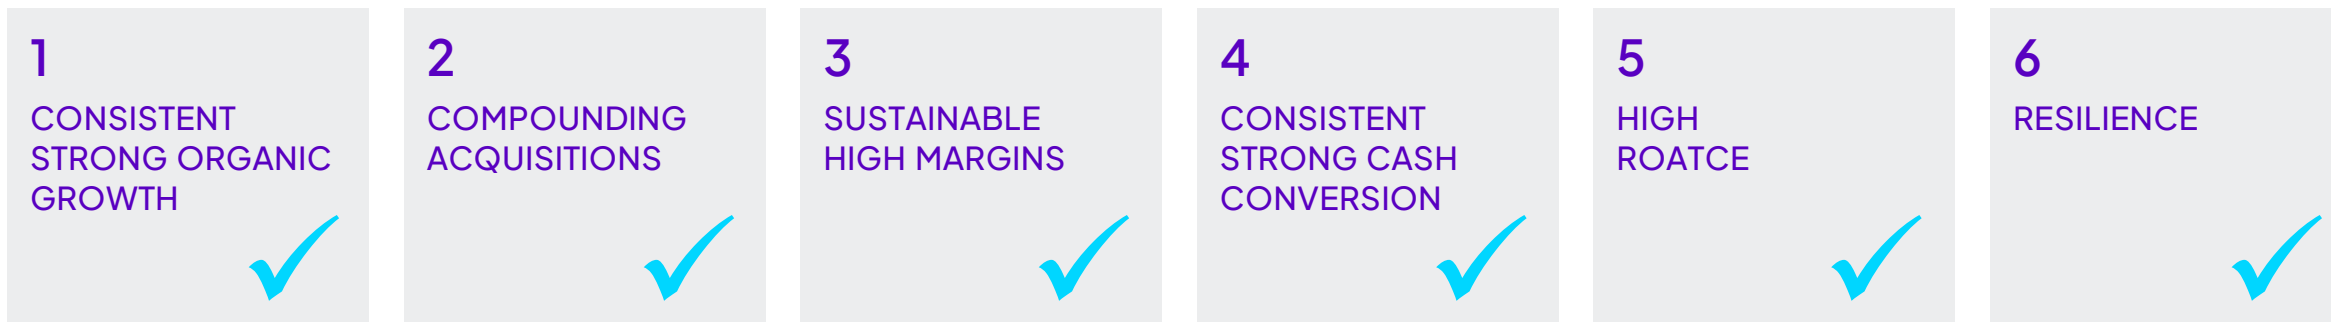 1
CONSISTENT
STRONG ORGANIC
GROWTH
2
COMPOUNDING
ACQUISITIONS
3
SUSTAINABLE
HIGH MARGINS
4
CONSISTENT
STRONG CASH
CONVERSION
5
HIGH
ROATCE
6
RESILIENCE